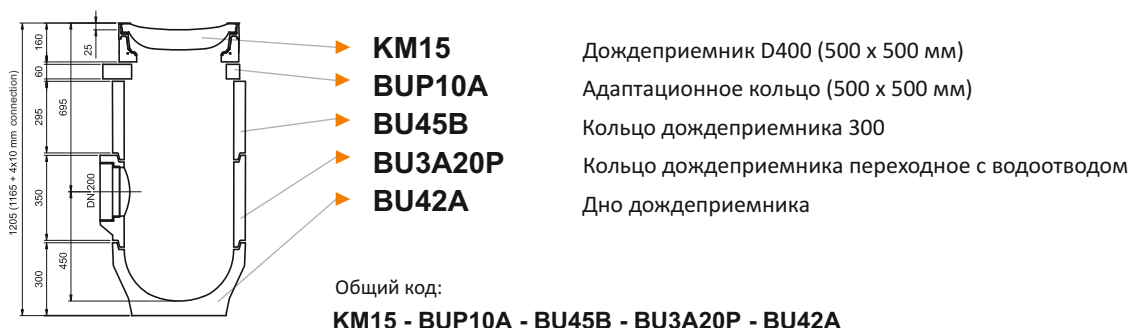 KM15 Дождеприемник D400 (500 x 500 мм)
BUP10A Адаптационное кольцо (500 x 500 мм)
BU45B Кольцо дождеприемника 300
BU3A20P Кольцо дождеприемника переходное с водоотводом
BU42A Дно дождеприемника
Общий код:
KM15 - BUP10A - BU45B - BU3A20P - BU42A
1205 (1165 + 4x10 mm connection)
160
60
295
350
300
25
695
450
DN 200